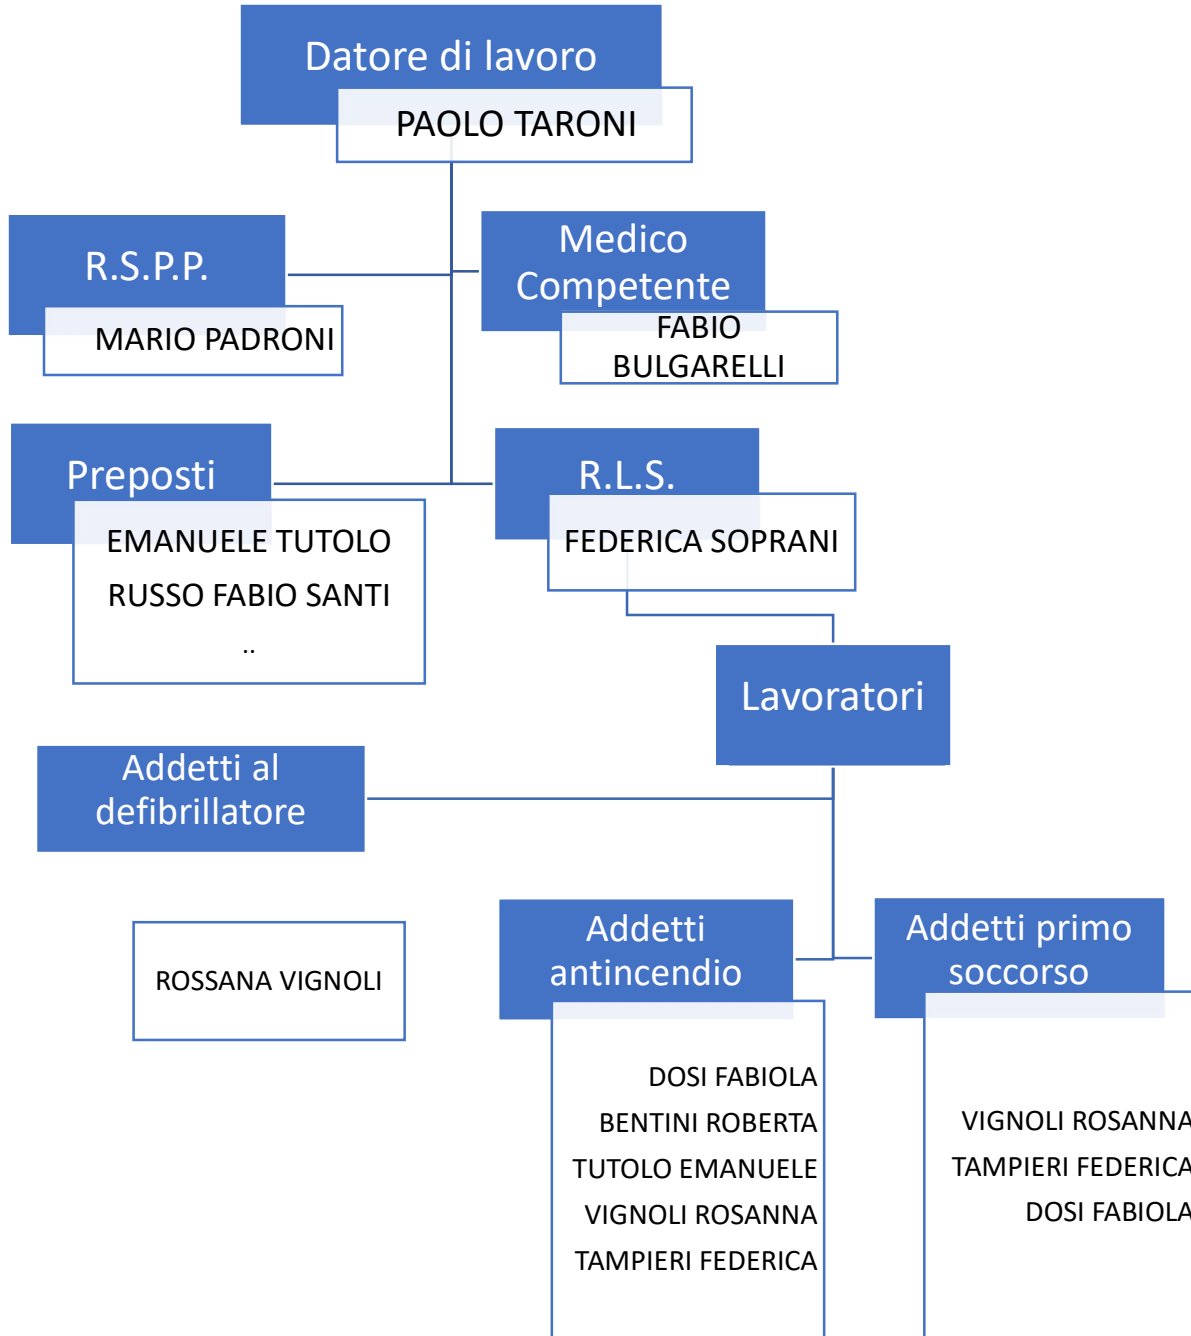 Datore di lavoro
PAOLO TARONI
R.S.P.P.
MARIO PADRONI
Medico
Competente
FABIO
BULGARELLI
Preposti
EMANUELE TUTOLO
RUSSO FABIO SANTI
..
R.L.S.
FEDERICA SOPRANI
Lavoratori
Addetti al
defibrillatore
ROSSANA VIGNOLI
Addetti
antincendio
DOSI FABIOLA
BENTINI ROBERTA
TUTOLO EMANUELE
VIGNOLI ROSANNA
TAMPIERI FEDERICA
Addetti primo
soccorso
VIGNOLI ROSANNA
TAMPIERI FEDERICA
DOSI FABIOLA